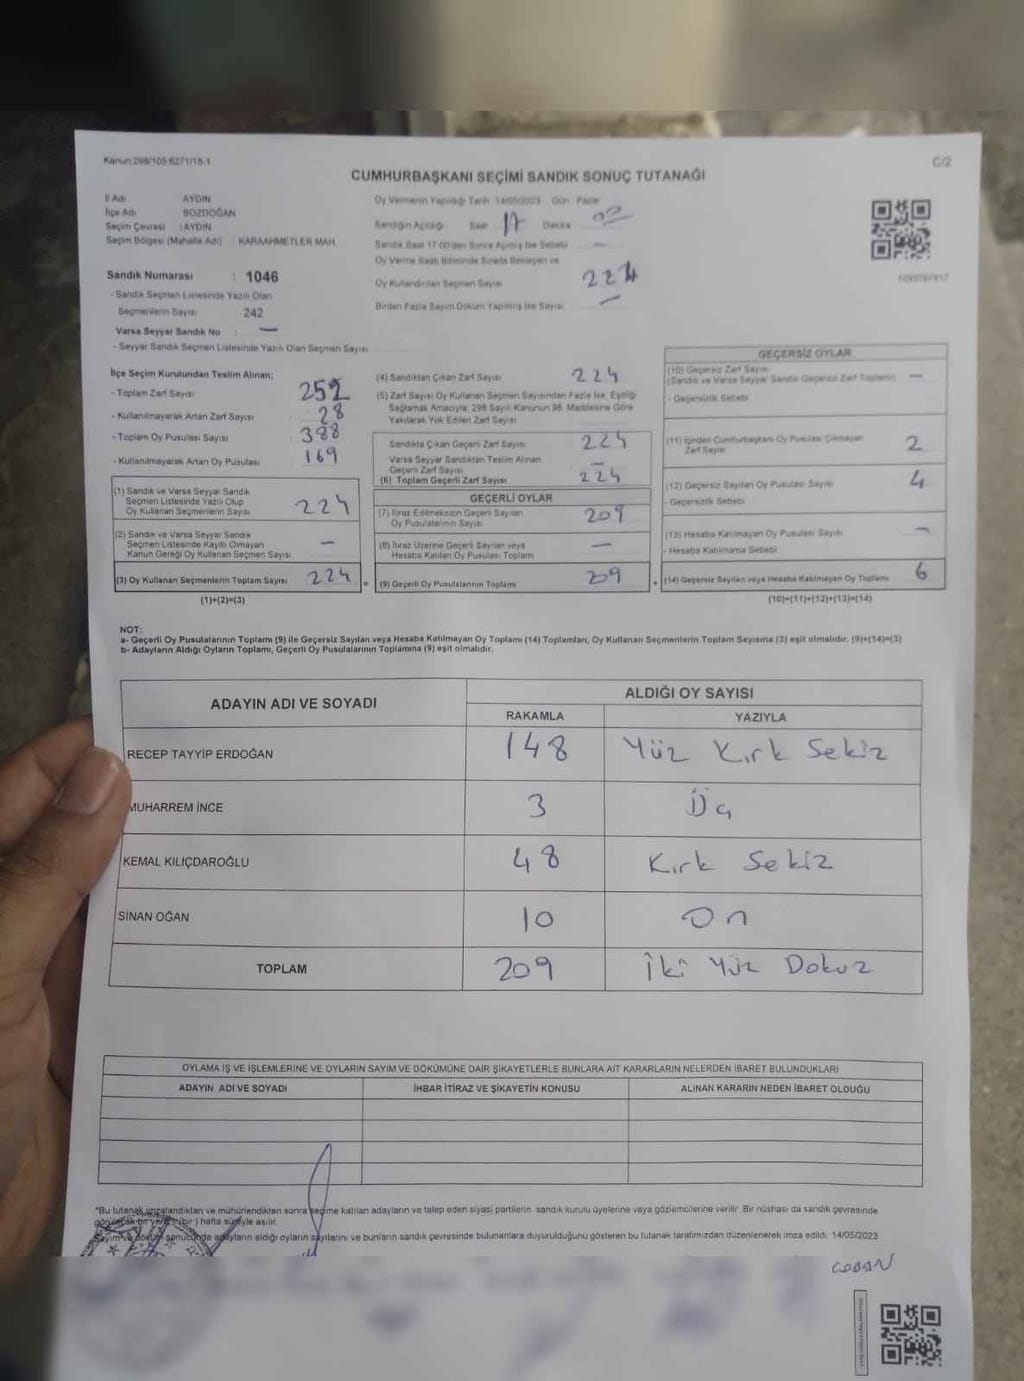 Kanun:298/105:6271/18-1
C/2
CUMHURBAŞKANI SEÇİMİ SANDIK SONUÇ TUTANAĞI
İl Adı AYDIN
İlçe Adı BOZDOĞAN
Seçim Çevresi : AYDIN
Seçim Bölgesi (Mahalle Adı) KARAAHMETLER MAH.
Sandık Numarası : 1046
- Sandık Seçmen Listesinde Yazılı Olan
Seçmenlerin Sayısı 242
Varsa Seyyar Sandık No : —
- Seyyar Sandık Seçmen Listesinde Yazılı Olan Seçmen Sayısı
Oy Vermenin Yapıldığı Tarih 14/05/2023 Gün : Pazar
Sandığın Açıldığı Saat 17 Dakika 00
Sandık Saat 17.00'den Sonra Açılmış İse Sebebi —
Oy Verme Saati Bitiminde Sırada Bekleyen ve
Oy Kullandırılan Seçmen Sayısı 224
Birden Fazla Sayım Döküm Yapılmış İse Sayısı —
İlçe Seçim Kurulundan Teslim Alınan;
- Toplam Zarf Sayısı 252
- Kullanılmayarak Artan Zarf Sayısı 28
- Toplam Oy Pusulası Sayısı 388
- Kullanılmayarak Artan Oy Pusulası 169
(1) Sandık ve Varsa Seyyar Sandık
Seçmen Listesinde Yazılı Olup
Oy Kullanan Seçmenlerin Sayısı 224
(2) Sandık ve Varsa Seyyar Sandık
Seçmen Listesinde Kayıtlı Olmayan
Kanun Gereği Oy Kullanan Seçmen Sayısı —
(3) Oy Kullanan Seçmenlerin Toplam Sayısı 224
(1)+(2)=(3)
(4) Sandıktan Çıkan Zarf Sayısı 224
(5) Zarf Sayısı Oy Kullanan Seçmen Sayısından Fazla İse, Eşitliği
Sağlamak Amacıyla; 298 Sayılı Kanunun 98. Maddesine Göre
Yakılarak Yok Edilen Zarf Sayısı
Sandıkta Çıkan Geçerli Zarf Sayısı 224
Varsa Seyyar Sandıktan Teslim Alınan
Geçerli Zarf Sayısı —
(6) Toplam Geçerli Zarf Sayısı 224
GEÇERLİ OYLAR
(7) İtiraz Edilmeksizin Geçerli Sayılan
Oy Pusulalarının Sayısı 209
(8) İtiraz Üzerine Geçerli Sayılan veya
Hesaba Katılan Oy Pusulası Toplamı —
= (9) Geçerli Oy Pusulalarının Toplamı 209
GEÇERSİZ OYLAR
(10) Geçersiz Zarf Sayısı
(Sandık ve Varsa Seyyar Sandık Geçersiz Zarf Toplamı) —
- Geçersizlik Sebebi
(11) İçinden Cumhurbaşkanı Oy Pusulası Çıkmayan
Zarf Sayısı 2
(12) Geçersiz Sayılan Oy Pusulası Sayısı 4
- Geçersizlik Sebebi
(13) Hesaba Katılmayan Oy Pusulası Sayısı —
- Hesaba Katılmama Sebebi
+ (14) Geçersiz Sayılan veya Hesaba Katılmayan Oy Toplamı 6
(10)+(11)+(12)+(13)=(14)
NOT:
a- Geçerli Oy Pusulalarının Toplamı (9) ile Geçersiz Sayılan veya Hesaba Katılmayan Oy Toplamı (14) Toplamları, Oy Kullanan Seçmenlerin Toplam Sayısına (3) eşit olmalıdır. (9)+(14)=(3)
b- Adayların Aldığı Oyların Toplamı, Geçerli Oy Pusulalarının Toplamına (9) eşit olmalıdır.
ADAYIN ADI VE SOYADI
ALDIĞI OY SAYISI
RAKAMLA YAZIYLA
RECEP TAYYİP ERDOĞAN 148 Yüz Kırk Sekiz
MUHARREM İNCE 3 Üç
KEMAL KILIÇDAROĞLU 48 Kırk Sekiz
SİNAN OĞAN 10 On
TOPLAM 209 İki Yüz Dokuz
OYLAMA İŞ VE İŞLEMLERİNE VE OYLARIN SAYIM VE DÖKÜMÜNE DAİR ŞİKAYETLERLE BUNLARA AİT KARARLARIN NELERDEN İBARET BULUNDUKLARI
ADAYIN ADI VE SOYADI İHBAR İTİRAZ VE ŞİKAYETİN KONUSU ALINAN KARARIN NEDEN İBARET OLDUĞU
*Bu tutanak imzalandıktan ve mühürlendikten sonra seçime katılan adayların ve talep eden siyasi partilerin sandık kurulu üyelerine veya gözlemcilerine verilir. Bir nüshası da sandık çevresinde
görülecek bir yere (bir) hafta süreyle asılır.
Sayım ve döküm sonucunda adayların aldığı oyların sayılarını ve bunların sandık çevresinde bulunanlara duyurulduğunu gösteren bu tutanak tarafımızdan düzenlenerek imza edildi. 14/05/2023